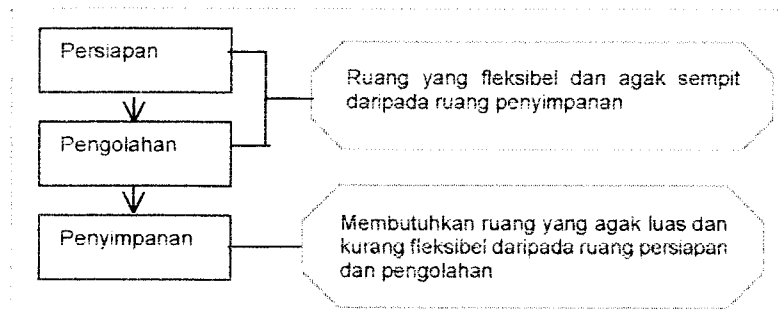 Persiapan
Ruang yang fleksibel dan agak sempit
daripada ruang penyimpanan
Pengolahan
Penyimpanan
Membutuhkan ruang yang agak luas dan
kurang fleksibel daripada ruang persiapan
dan pengolahan